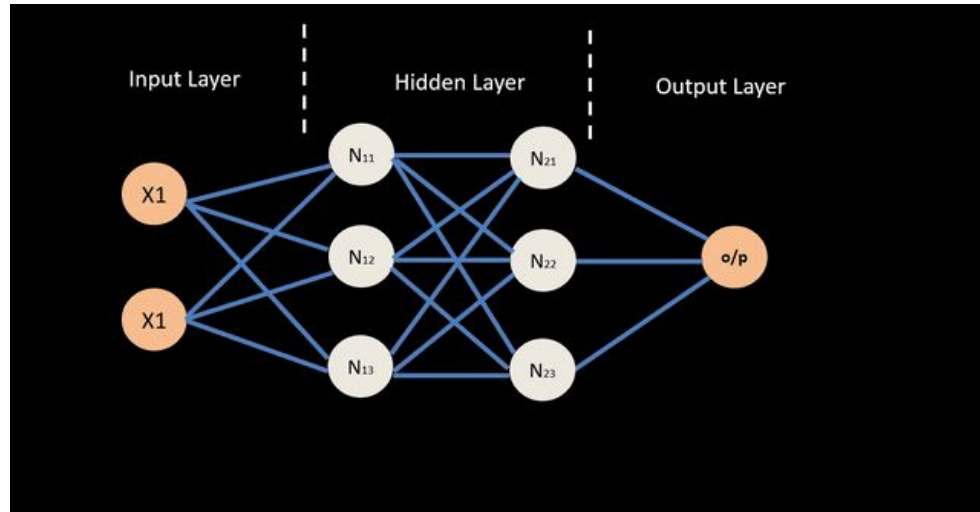 Input Layer
Hidden Layer
Output Layer
X1
X1
N11
N12
N13
N21
N22
N23
o/p